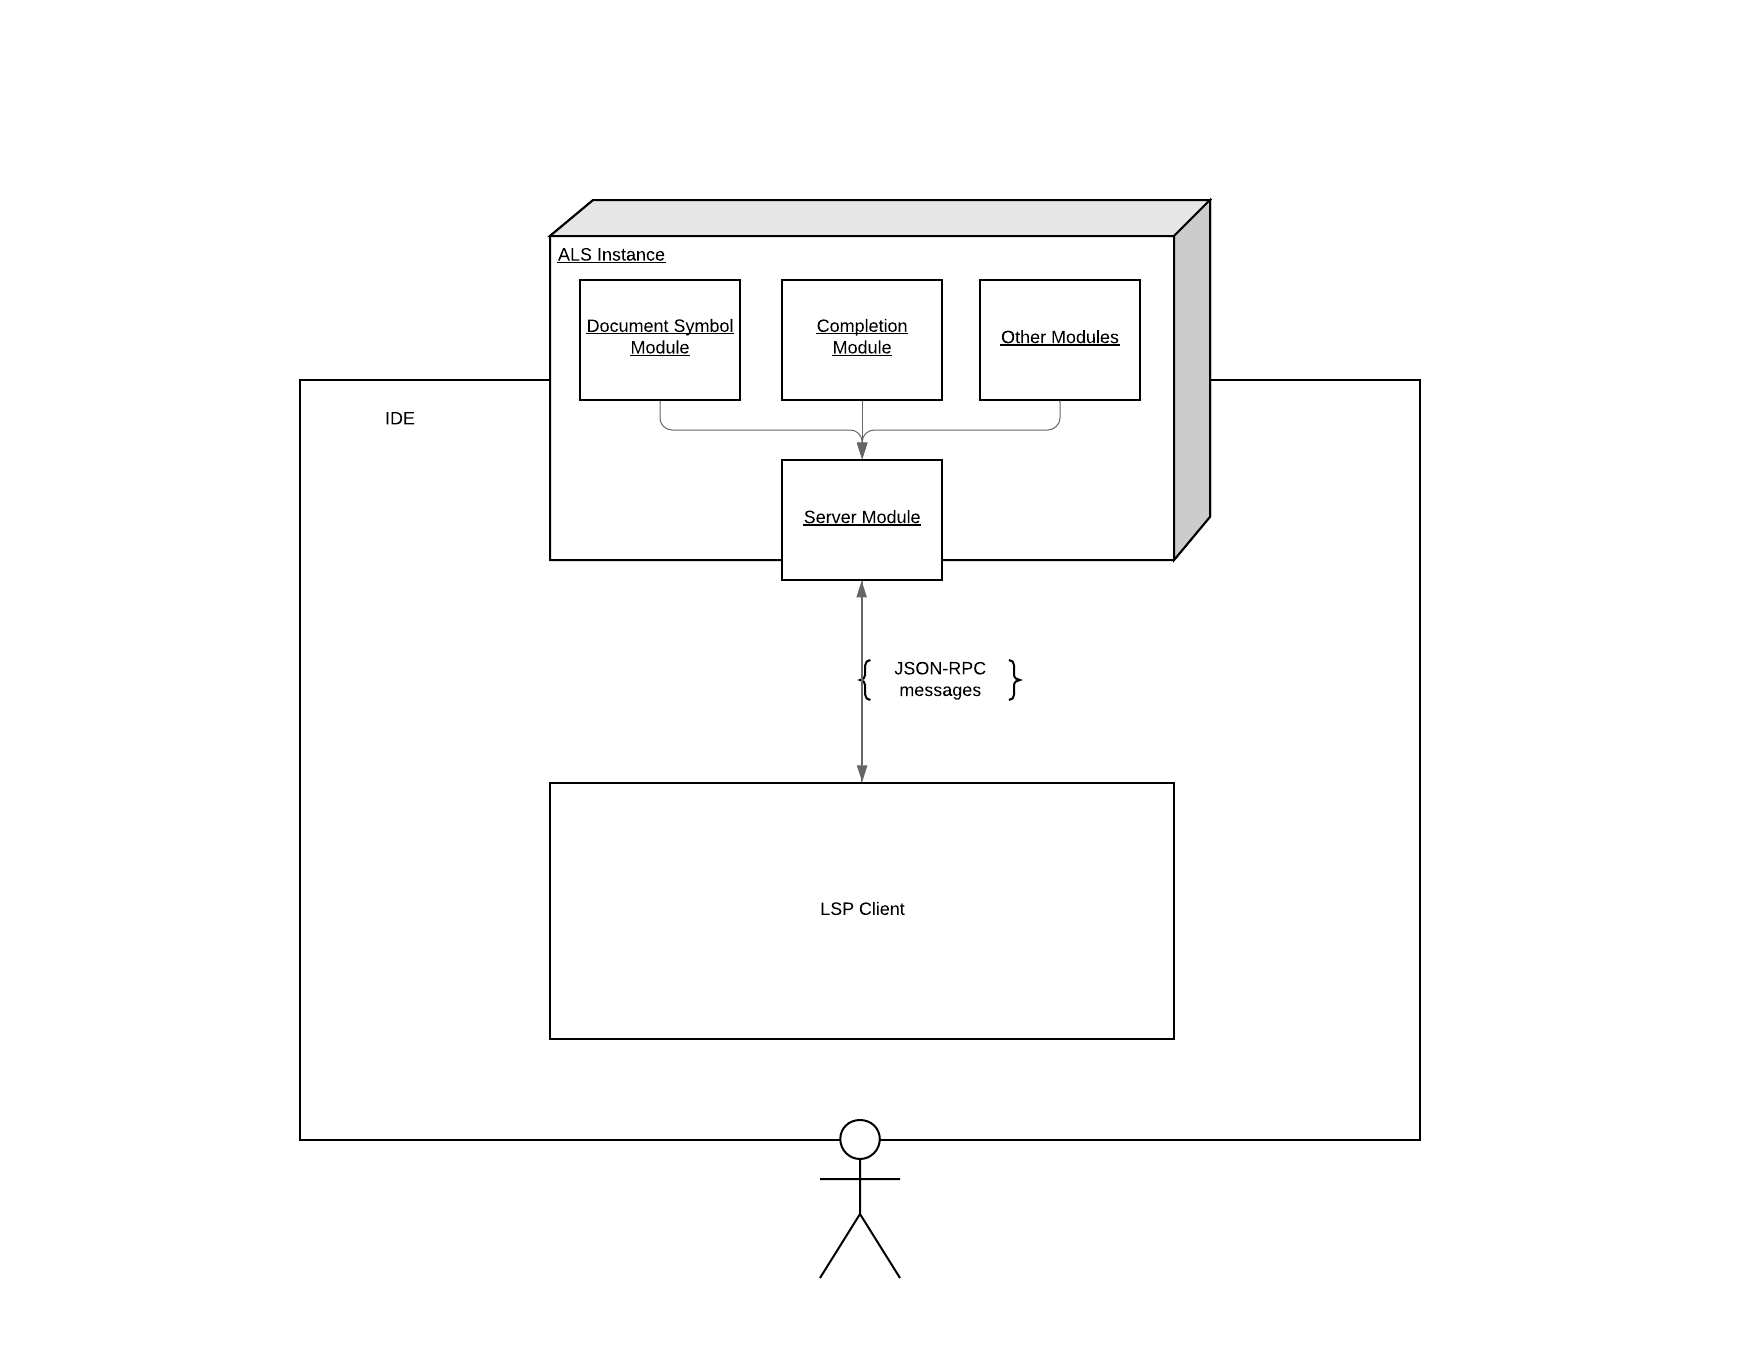 ALS Instance
Document Symbol
Module
Completion
Module
Other Modules
IDE
Server Module
JSON-RPC
messages
LSP Client